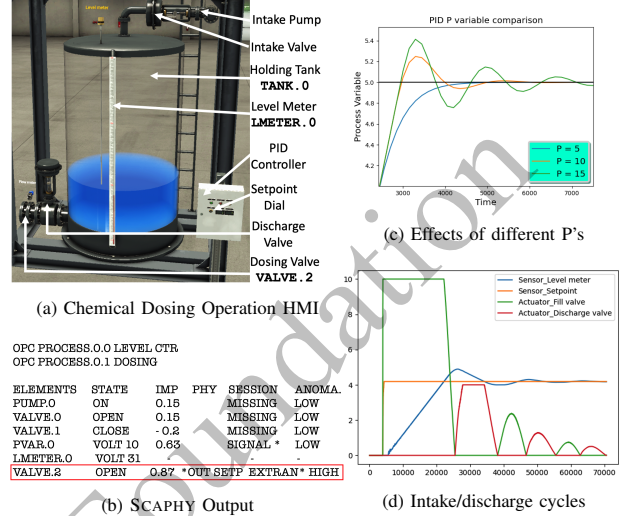 Level meter
Intake Pump
Intake Valve
Holding Tank
TANK.0
Level Meter
LMETER.0
PID
Controller
Setpoint
Dial
Discharge
Valve
Dosing Valve
VALVE.2
(a) Chemical Dosing Operation HMI
OPC PROCESS.0.0 LEVEL CTR
OPC PROCESS.0.1 DOSING
ELEMENTS STATE IMP PHY SESSION ANOMA.
PUMP.0 ON 0.15 MISSING LOW
VALVE.0 OPEN 0.15 MISSING LOW
VALVE.1 CLOSE - 0.2 MISSING LOW
PVAR.0 VOLT 10 0.63 SIGNAL * LOW
LMETER.0 VOLT 31 - - -
VALVE.2 OPEN 0.87 *OUT SETP EXTRAN* HIGH
(b) SCAPHY Output
PID P variable comparison
Process Variable
5.4
5.2
5.0
4.8
4.6
4.4
4.2
P = 5
P = 10
P = 15
3000 4000 5000 6000 7000
Time
(c) Effects of different P's
10
8
6
4
2
0
Sensor_Level meter
Sensor_Setpoint
Actuator_Fill valve
Actuator_Discharge valve
0 10000 20000 30000 40000 50000 60000 70000
(d) Intake/discharge cycles
Foundation